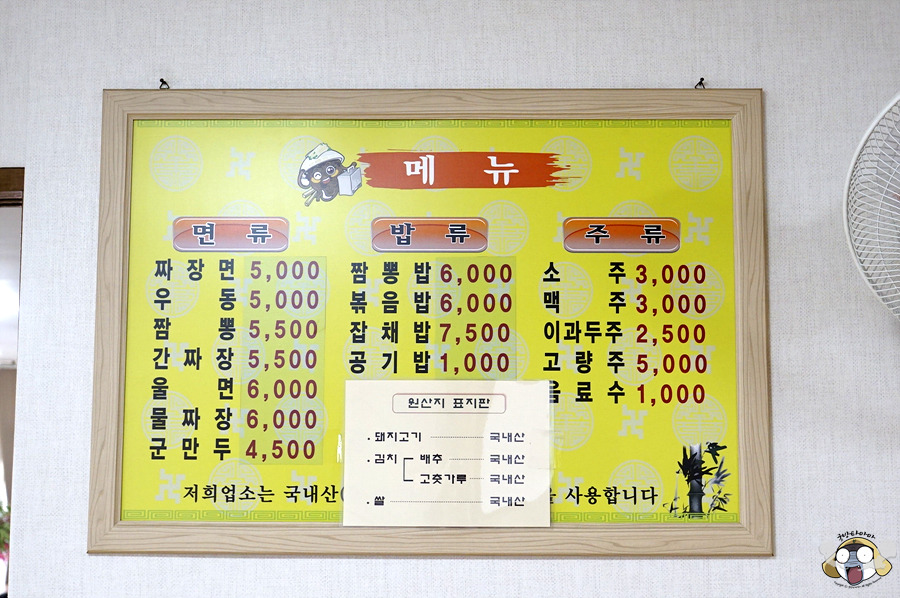 메 뉴
면 류
짜 장 면 5,000
우 동 5,000
짬 뽕 5,500
간 짜 장 5,500
울 면 6,000
물 짜 장 6,000
군 만 두 4,500
밥 류
짬 뽕 밥 6,000
볶 음 밥 6,000
잡 채 밥 7,500
공 기 밥 1,000
주 류
소 주 3,000
맥 주 3,000
이과두주 2,500
고 량 주 5,000
음 료 수 1,000
원산지 표지판
. 돼지고기 국내산
. 김치 배추 국내산
고춧가루 국내산
. 쌀 국내산
저희업소는 국내산 을 사용합니다